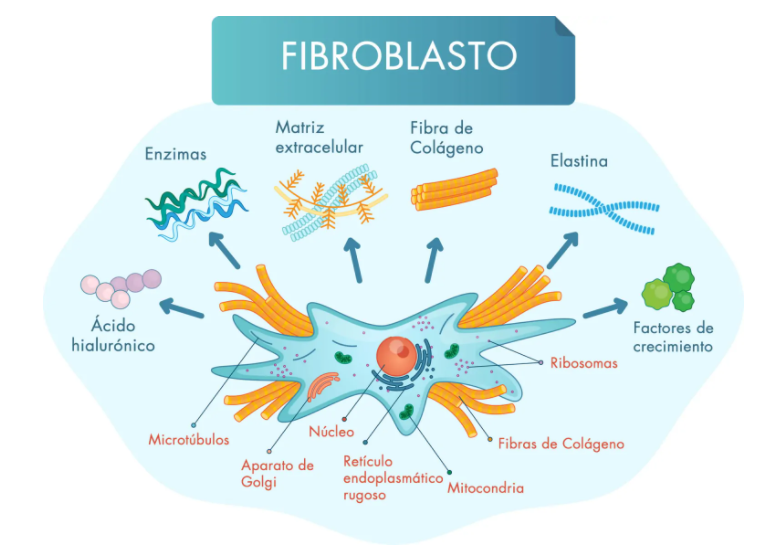 FIBROBLASTO
Enzimas
Matriz
extracelular
Fibra de
Colágeno
Elastina
Ácido
hialurónico
Factores de
crecimiento
Ribosomas
Microtúbulos
Aparato de
Golgi
Núcleo
Retículo
endoplasmático
rugoso
Mitocondria
Fibras de Colágeno